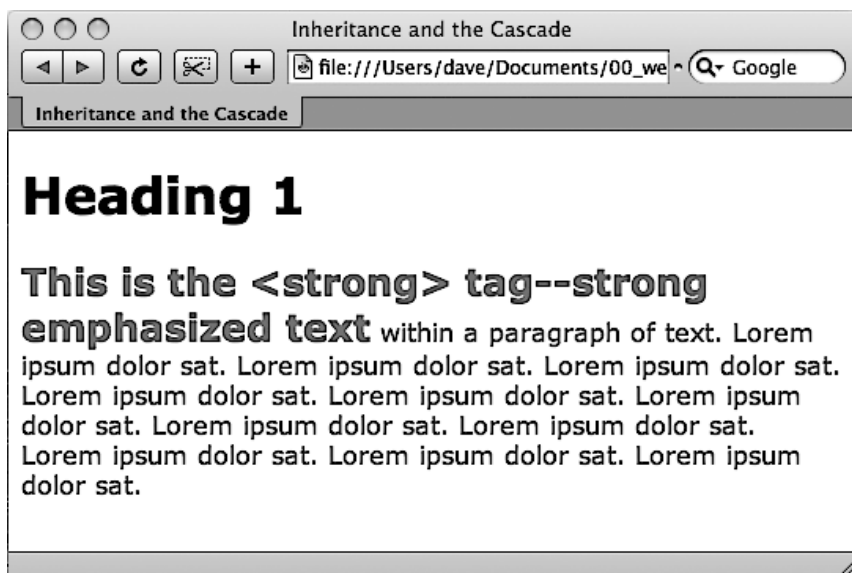 Inheritance and the Cascade
file:///Users/dave/Documents/00_we
Google
Inheritance and the Cascade
Heading 1
This is the <strong> tag--strong
emphasized text within a paragraph of text. Lorem
ipsum dolor sat. Lorem ipsum dolor sat. Lorem ipsum dolor sat.
Lorem ipsum dolor sat. Lorem ipsum dolor sat. Lorem ipsum
dolor sat. Lorem ipsum dolor sat. Lorem ipsum dolor sat.
Lorem ipsum dolor sat. Lorem ipsum dolor sat. Lorem ipsum
dolor sat.